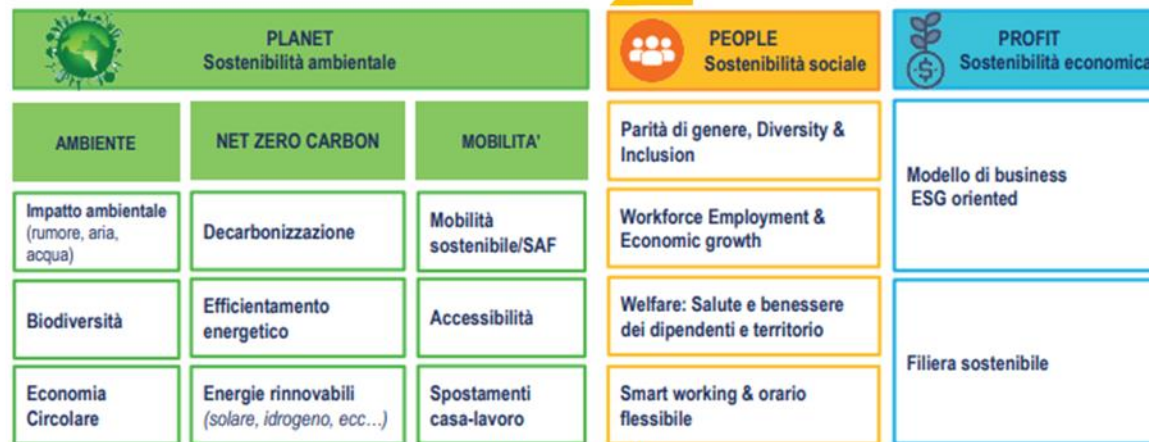 PLANET
Sostenibilità ambientale
AMBIENTE
Impatto ambientale
(rumore, aria,
acqua)
Biodiversità
Economia
Circolare
NET ZERO CARBON
Decarbonizzazione
Efficientamento
energetico
Energie rinnovabili
(solare, idrogeno, ecc...)
MOBILITA'
Mobilità
sostenibile/SAF
Accessibilità
Spostamenti
casa-lavoro
PEOPLE
Sostenibilità sociale
Parità di genere, Diversity &
Inclusion
Workforce Employment &
Economic growth
Welfare: Salute e benessere
dei dipendenti e territorio
Smart working & orario
flessibile
PROFIT
Sostenibilità economica
Modello di business
ESG oriented
Filiera sostenibile